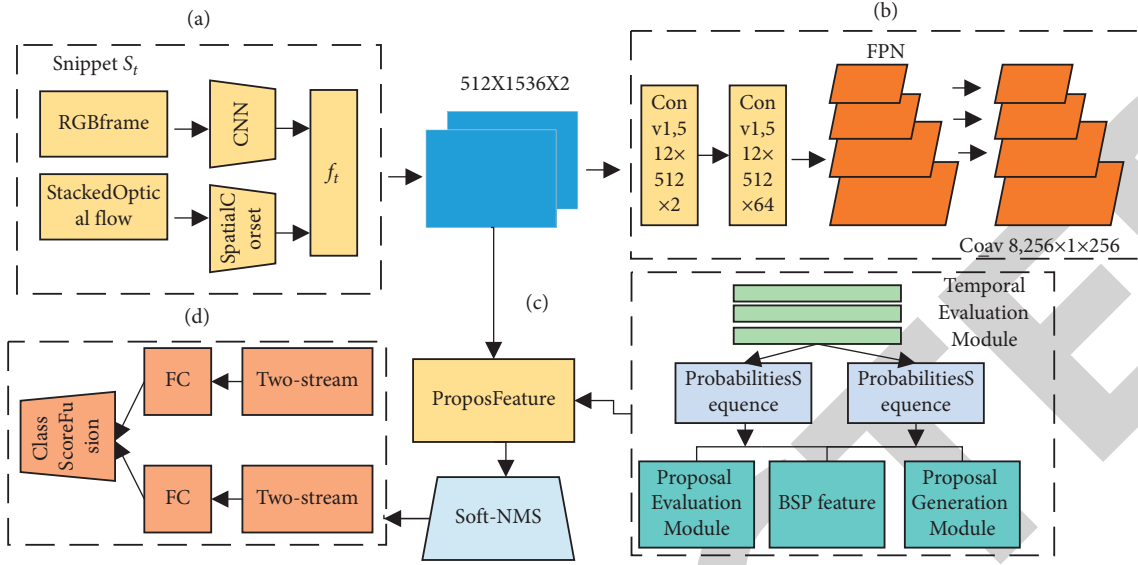 (a)
Snippet S_t
RGBframe
CNN
StackedOptic
al flow
SpatialC
orset
f_t
512X1536X2
(b)
FPN
Con
v1,5
12×
512
×2
Con
v1,5
12×
512
×64
Coav 8,256×1×256
(c)
Temporal
Evaluation
Module
ProbabilitiesS
equence
ProbabilitiesS
equence
Proposal
Evaluation
Module
BSP feature
Proposal
Generation
Module
ProposFeature
Soft-NMS
(d)
Two-stream
FC
Two-stream
FC
Class
ScoreFu
sion